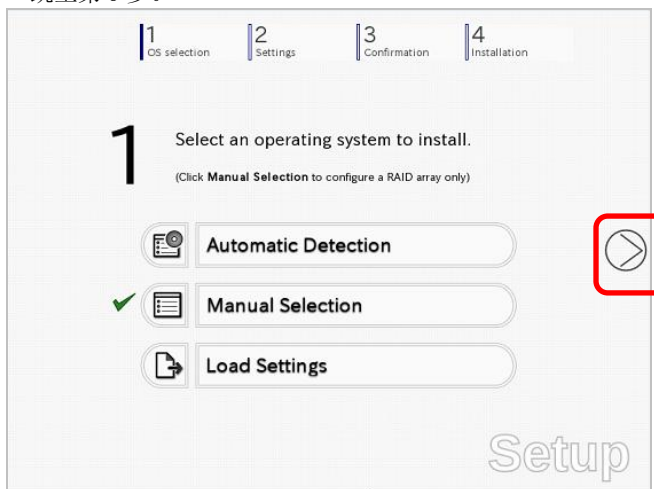 1
OS selection
2
Settings
3
Confirmation
4
Installation
1
Select an operating system to install.
(Click Manual Selection to configure a RAID array only)
Automatic Detection
Manual Selection
Load Settings
Setup